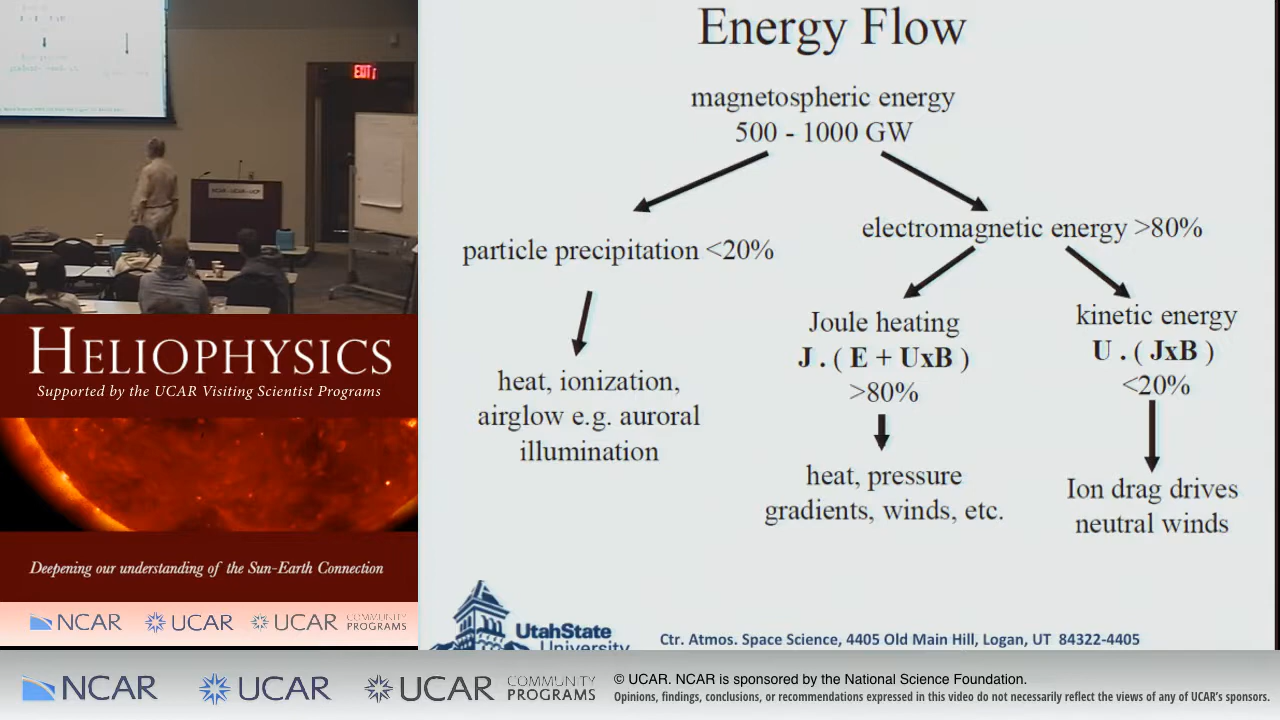 Energy Flow
magnetospheric energy
500 - 1000 GW
particle precipitation <20%
electromagnetic energy >80%
heat, ionization,
airglow e.g. auroral
illumination
Joule heating
J . ( E + UxB )
>80%
heat, pressure
gradients, winds, etc.
kinetic energy
U . ( JxB )
<20%
Ion drag drives
neutral winds
UtahState
University
Ctr. Atmos. Space Science, 4405 Old Main Hill, Logan, UT 84322-4405
EXIT
NCAR • UCAR • UCP
HELIOPHYSICS
Supported by the UCAR Visiting Scientist Programs
Deepening our understanding of the Sun-Earth Connection
NCAR
UCAR
UCAR COMMUNITY
PROGRAMS
NCAR
UCAR
UCAR COMMUNITY
PROGRAMS
© UCAR. NCAR is sponsored by the National Science Foundation.
Opinions, findings, conclusions, or recommendations expressed in this video do not necessarily reflect the views of any of UCAR's sponsors.